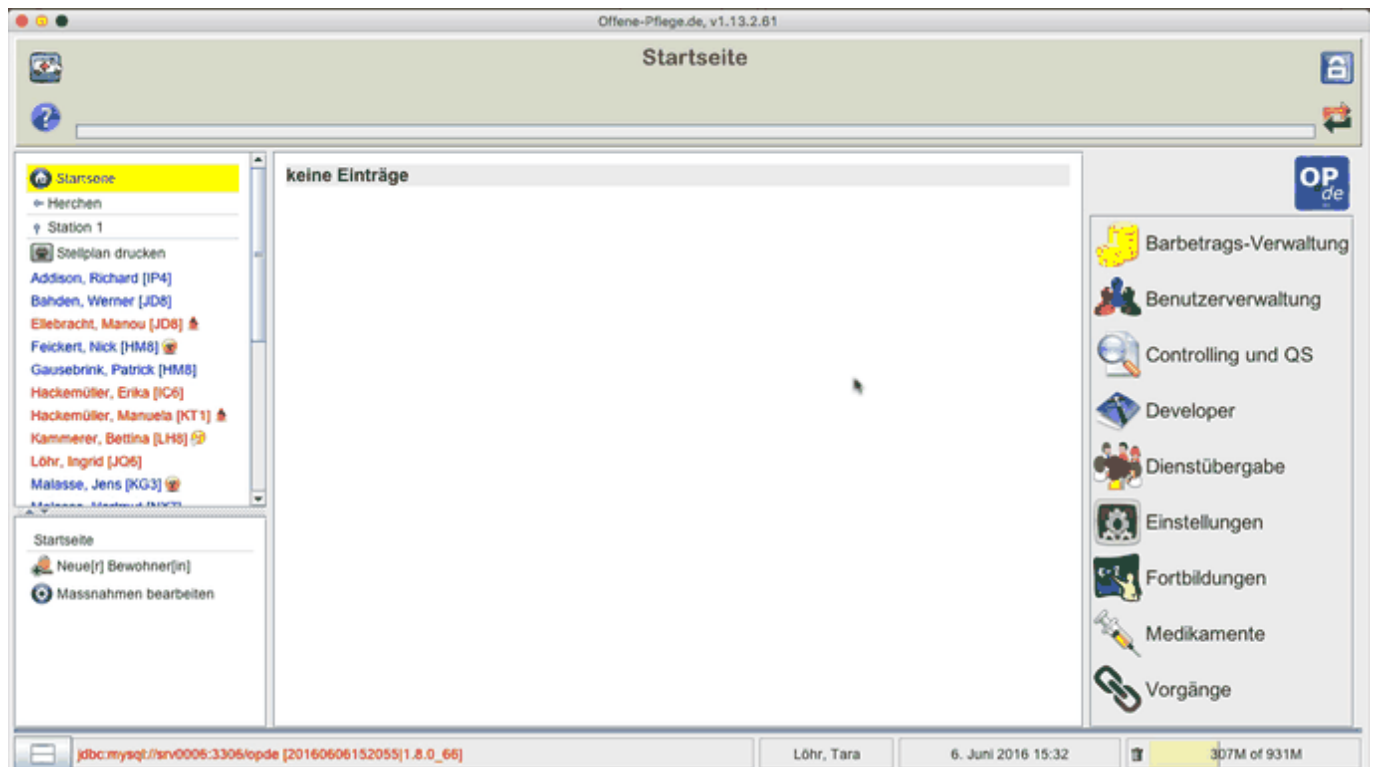 Offene-Pflege.de, v1.13.2.61
Startseite
Startseite
Herchen
Station 1
Stellplan drucken
Addison, Richard [IP4]
Bahden, Werner [JD8]
Ellebracht, Manou [JD8]
Feickert, Nick [HM8]
Gausebrink, Patrick [HM8]
Hackemüller, Erika [IC6]
Hackemüller, Manuela [KT1]
Kammerer, Bettina [LH8]
Löhr, Ingrid [JO6]
Malasse, Jens [KG3]
Startseite
Neue[r] Bewohner[in]
Massnahmen bearbeiten
keine Einträge
OP.de
Barbetrags-Verwaltung
Benutzerverwaltung
Controlling und QS
Developer
Dienstübergabe
Einstellungen
Fortbildungen
Medikamente
Vorgänge
jdbc:mysql://srv0006:3306/opde [20160606152055|1.8.0_66]
Löhr, Tara
6. Juni 2016 15:32
307M of 931M